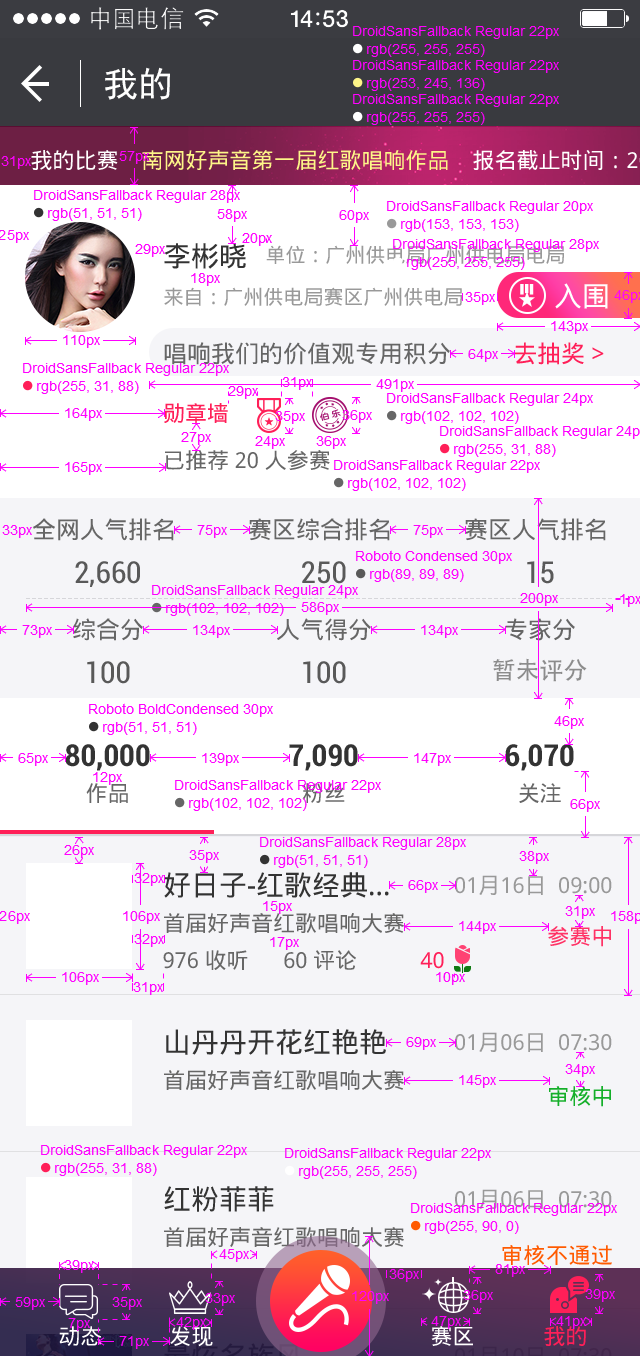 中国电信 14:53
DroidSansFallback Regular 22px
rgb(255, 255, 255)
DroidSansFallback Regular 22px
rgb(253, 245, 136)
DroidSansFallback Regular 22px
rgb(255, 255, 255)
我的
31px 我的比赛 57px 南网好声音第一届红歌唱响作品 报名截止时间：2
DroidSansFallback Regular 28px
rgb(51, 51, 51)
58px
60px
DroidSansFallback Regular 20px
rgb(153, 153, 153)
25px
29px
20px
DroidSansFallback Regular 28px
rgb(255, 255, 255)
李彬晓 单位：广州供电局广州供电局电局
18px
来自：广州供电局赛区广州供电局 35px
入围 46px
143px
110px
唱响我们的价值观专用积分 64px 去抽奖 >
DroidSansFallback Regular 22px
rgb(255, 31, 88)
491px
29px
31px
DroidSansFallback Regular 24px
rgb(102, 102, 102)
164px 勋章墙 35px 伯乐 36px
24px 36px
DroidSansFallback Regular 24p
rgb(255, 31, 88)
27px
165px 已推荐 20 人参赛
DroidSansFallback Regular 22px
rgb(102, 102, 102)
33px 全网人气排名 75px 赛区综合排名 75px 赛区人气排名
Roboto Condensed 30px
rgb(89, 89, 89)
2,660 250 15
DroidSansFallback Regular 24px
rgb(102, 102, 102)
200px
586px
1px
73px 综合分 134px 人气得分 134px 专家分
100 100 暂未评分
Roboto BoldCondensed 30px
rgb(51, 51, 51)
46px
65px 80,000 139px 7,090 147px 6,070
12px
DroidSansFallback Regular 22px
rgb(102, 102, 102)
作品 粉丝 关注
66px
26px
35px
DroidSansFallback Regular 28px
rgb(51, 51, 51)
38px
32px 好日子-红歌经典... 66px 01月16日 09:00
15px
31px
26px 106px 首届好声音红歌唱响大赛 144px 参赛中 158p
32px 17px
976 收听 60 评论 40
106px 31px 10px
山丹丹开花红艳艳 69px 01月06日 07:30
34px
首届好声音红歌唱响大赛 145px 审核中
DroidSansFallback Regular 22px
rgb(255, 31, 88)
DroidSansFallback Regular 22px
rgb(255, 255, 255)
红粉菲菲 01月06日 07:30
DroidSansFallback Regular 22px
rgb(255, 90, 0)
首届好声音红歌唱响大赛 审核不通过
39px
45px
36px
81px
59px 35px 39px
7px 42px 47px 41px
动态 发现 赛区 我的
71px